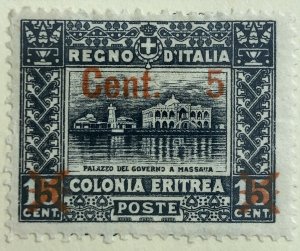 REGNO D'ITALIA
Cent. 5
PALAZZO DEL GOVERNO A MASSAUA
15 COLONIA ERITREA 15
CENT. POSTE CENT.